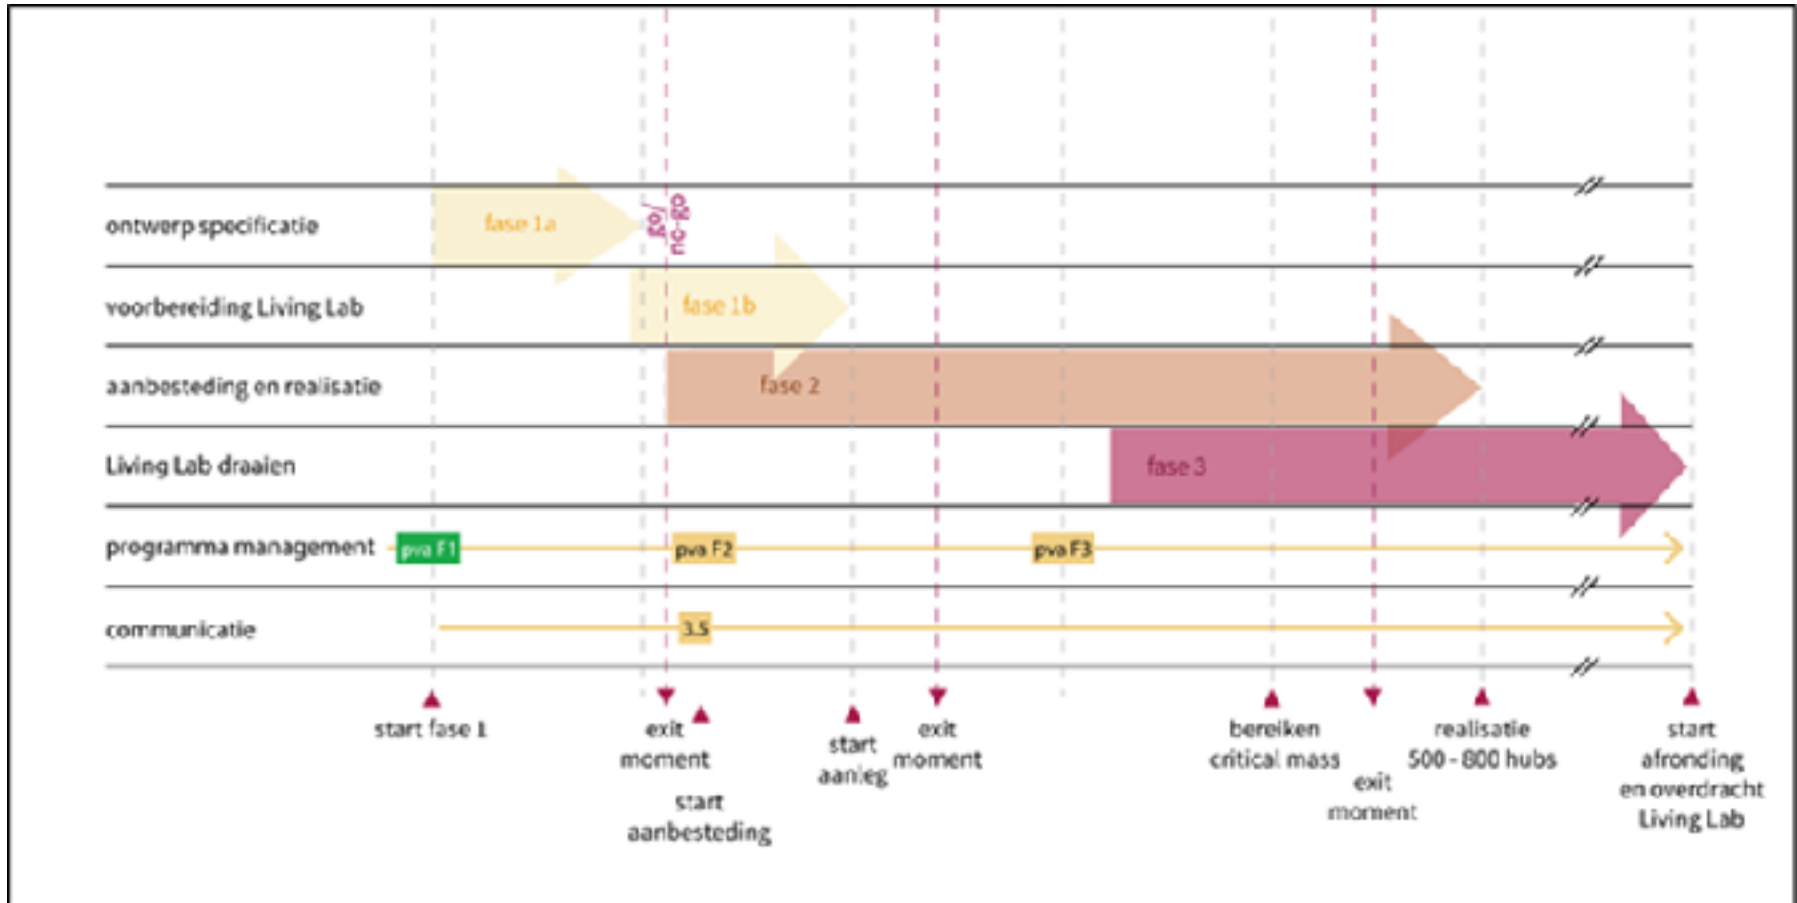 ontwerp specificatie
fase 1a
go/
no-go
voorbereiding Living Lab
fase 1b
aanbesteding en realisatie
fase 2
Living Lab draaien
fase 3
programma management
pva F1
pva F2
pva F3
communicatie
3.5
start fase 1
exit
moment
start
aanbesteding
start
aanleg
exit
moment
bereiken
critical mass
exit
moment
realisatie
500 - 800 hubs
start
afronding
en overdracht
Living Lab